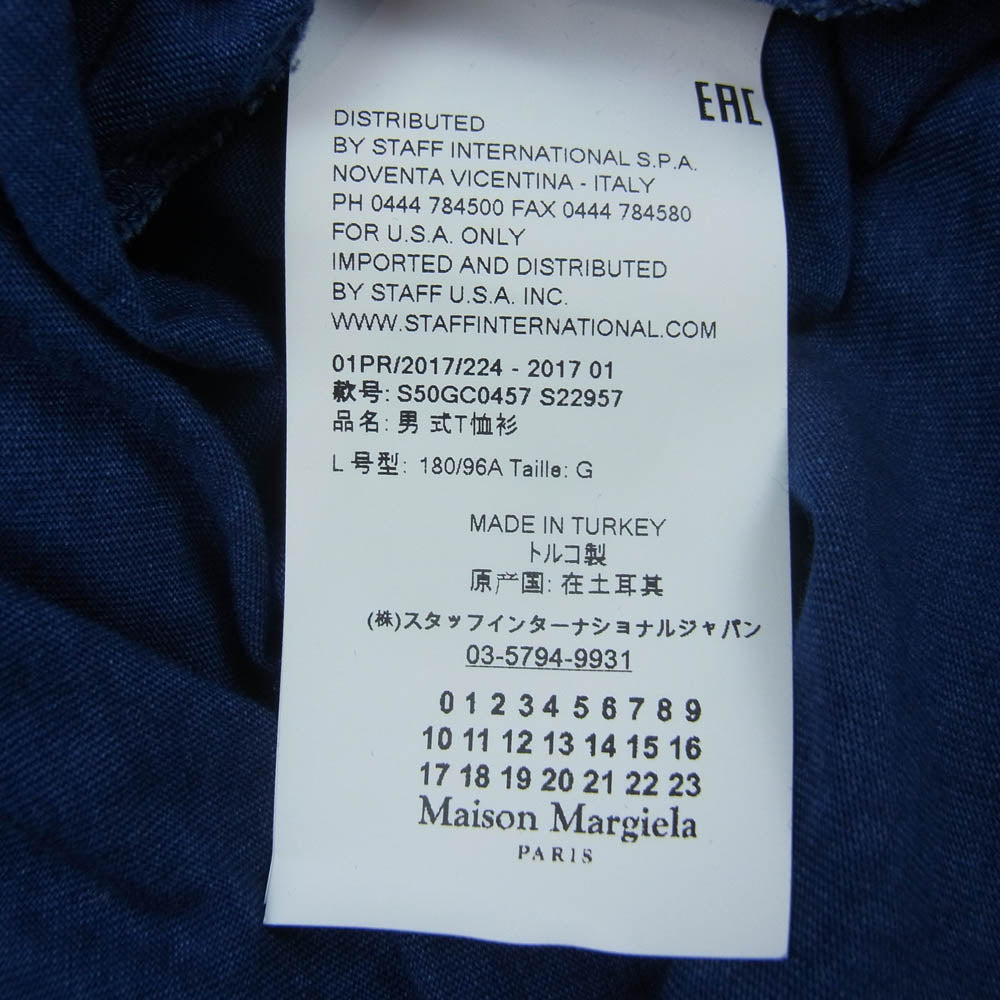 EAC
DISTRIBUTED
BY STAFF INTERNATIONAL S.P.A.
NOVENTA VICENTINA - ITALY
PH 0444 784500 FAX 0444 784580
FOR U.S.A. ONLY
IMPORTED AND DISTRIBUTED
BY STAFF U.S.A. INC.
WWW.STAFFINTERNATIONAL.COM
01PR/2017/224 - 2017 01
款号: S50GC0457 S22957
品名: 男 式T恤衫
L 号型: 180/96A Taille: G
MADE IN TURKEY
トルコ製
原产国: 在土耳其
(株)スタッフインターナショナルジャパン
03-5794-9931
0 1 2 3 4 5 6 7 8 9
10 11 12 13 14 15 16
17 18 19 20 21 22 23
Maison Margiela
PARIS